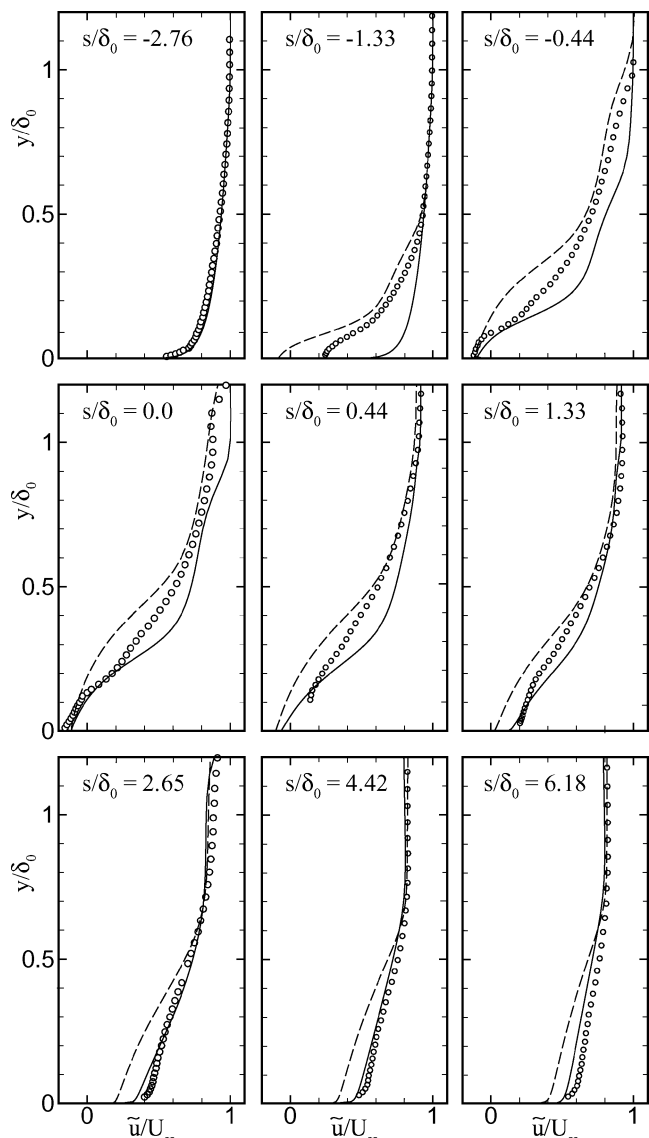 s/δ₀ = -2.76
s/δ₀ = -1.33
s/δ₀ = -0.44
y/δ₀
1
0.5
0
s/δ₀ = 0.0
s/δ₀ = 0.44
s/δ₀ = 1.33
y/δ₀
1
0.5
0
s/δ₀ = 2.65
s/δ₀ = 4.42
s/δ₀ = 6.18
y/δ₀
1
0.5
0
0 1 0 1 0 1